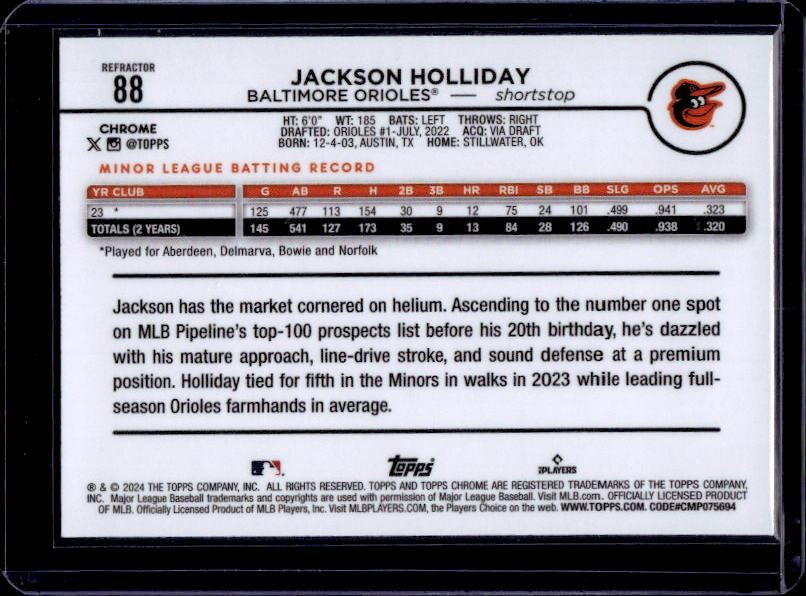 REFRACTOR
88
JACKSON HOLLIDAY
BALTIMORE ORIOLES® — shortstop
CHROME
@TOPPS
HT: 6'0" WT: 185 BATS: LEFT THROWS: RIGHT
DRAFTED: ORIOLES #1-JULY, 2022 ACQ: VIA DRAFT
BORN: 12-4-03, AUSTIN, TX HOME: STILLWATER, OK
MINOR LEAGUE BATTING RECORD
YR CLUB G AB R H 2B 3B HR RBI SB BB SLG OPS AVG
23 * 125 477 113 154 30 9 12 75 24 101 .499 .941 .323
TOTALS (2 YEARS) 145 541 127 173 35 9 13 84 28 126 .490 .938 .320
*Played for Aberdeen, Delmarva, Bowie and Norfolk
Jackson has the market cornered on helium. Ascending to the number one spot
on MLB Pipeline's top-100 prospects list before his 20th birthday, he's dazzled
with his mature approach, line-drive stroke, and sound defense at a premium
position. Holliday tied for fifth in the Minors in walks in 2023 while leading full-
season Orioles farmhands in average.
Topps
MLB PLAYERS
® & © 2024 THE TOPPS COMPANY, INC. ALL RIGHTS RESERVED. TOPPS AND TOPPS CHROME ARE REGISTERED TRADEMARKS OF THE TOPPS COMPANY,
INC. Major League Baseball trademarks and copyrights are used with permission of Major League Baseball. Visit MLB.com. OFFICIALLY LICENSED PRODUCT
OF MLB. Officially Licensed Product of MLB Players, Inc. Visit MLBPLAYERS.COM, the Players Choice on the web. WWW.TOPPS.COM. CODE#CMP075694